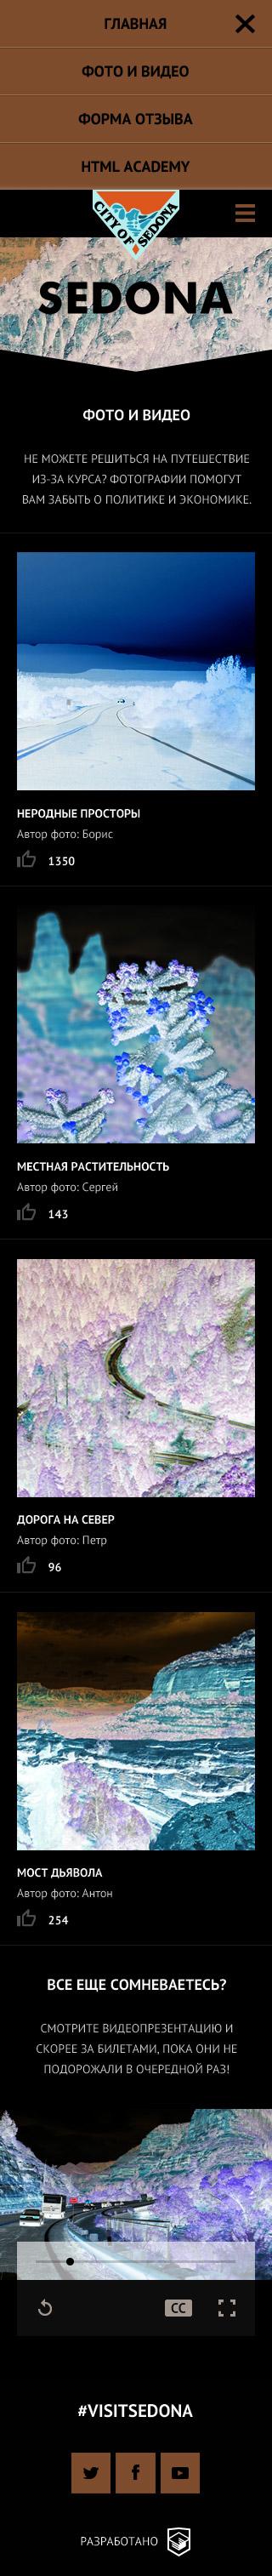 ГЛАВНАЯ
ФОТО И ВИДЕО
ФОРМА ОТЗЫВА
HTML ACADEMY
CITY OF SEDONA
SEDONA
ФОТО И ВИДЕО
НЕ МОЖЕТЕ РЕШИТЬСЯ НА ПУТЕШЕСТВИЕ
ИЗ-ЗА КУРСА? ФОТОГРАФИИ ПОМОГУТ
ВАМ ЗАБЫТЬ О ПОЛИТИКЕ И ЭКОНОМИКЕ.
НЕРОДНЫЕ ПРОСТОРЫ
Автор фото: Борис
1350
МЕСТНАЯ РАСТИТЕЛЬНОСТЬ
Автор фото: Сергей
143
ДОРОГА НА СЕВЕР
Автор фото: Петр
96
МОСТ ДЬЯВОЛА
Автор фото: Антон
254
ВСЕ ЕЩЕ СОМНЕВАЕТЕСЬ?
СМОТРИТЕ ВИДЕОПРЕЗЕНТАЦИЮ И
СКОРЕЕ ЗА БИЛЕТАМИ, ПОКА ОНИ НЕ
ПОДОРОЖАЛИ В ОЧЕРЕДНОЙ РАЗ!
CC
#VISITSEDONA
РАЗРАБОТАНО